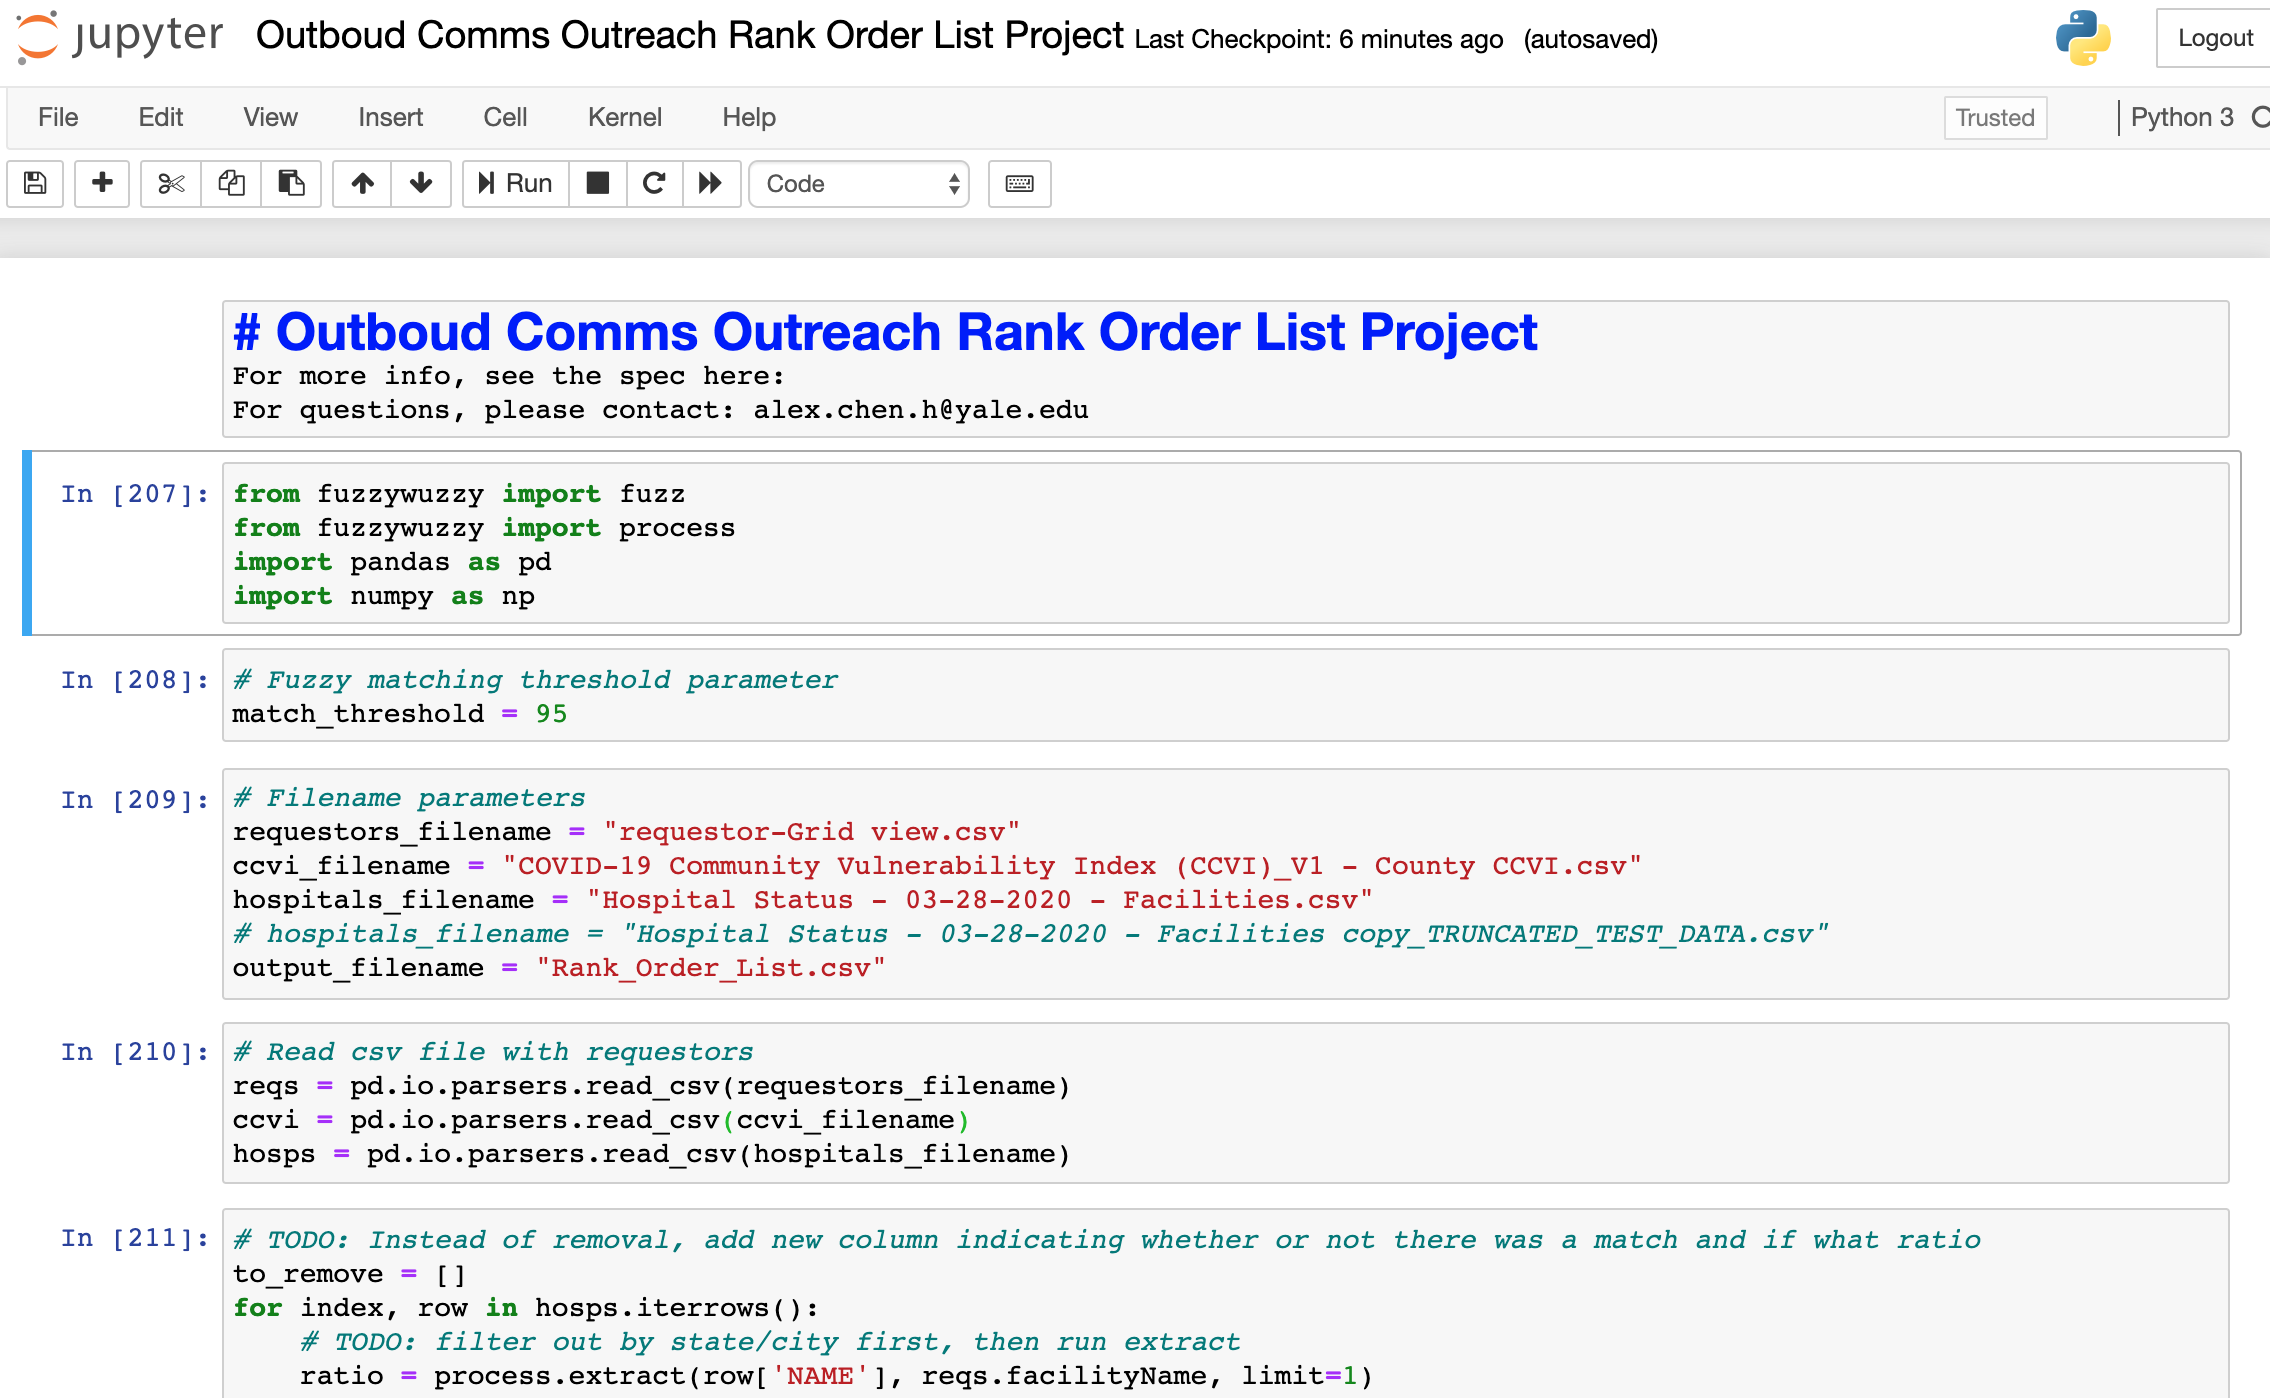 jupyter Outboud Comms Outreach Rank Order List Project Last Checkpoint: 6 minutes ago (autosaved) Logout
File Edit View Insert Cell Kernel Help Trusted Python 3
Run Code
# Outboud Comms Outreach Rank Order List Project
For more info, see the spec here:
For questions, please contact: alex.chen.h@yale.edu
In [207]: from fuzzywuzzy import fuzz
from fuzzywuzzy import process
import pandas as pd
import numpy as np
In [208]: # Fuzzy matching threshold parameter
match_threshold = 95
In [209]: # Filename parameters
requestors_filename = "requestor-Grid view.csv"
ccvi_filename = "COVID-19 Community Vulnerability Index (CCVI)_V1 - County CCVI.csv"
hospitals_filename = "Hospital Status - 03-28-2020 - Facilities.csv"
# hospitals_filename = "Hospital Status - 03-28-2020 - Facilities copy_TRUNCATED_TEST_DATA.csv"
output_filename = "Rank_Order_List.csv"
In [210]: # Read csv file with requestors
reqs = pd.io.parsers.read_csv(requestors_filename)
ccvi = pd.io.parsers.read_csv(ccvi_filename)
hosps = pd.io.parsers.read_csv(hospitals_filename)
In [211]: # TODO: Instead of removal, add new column indicating whether or not there was a match and if what ratio
to_remove = []
for index, row in hosps.iterrows():
    # TODO: filter out by state/city first, then run extract
    ratio = process.extract(row['NAME'], reqs.facilityName, limit=1)